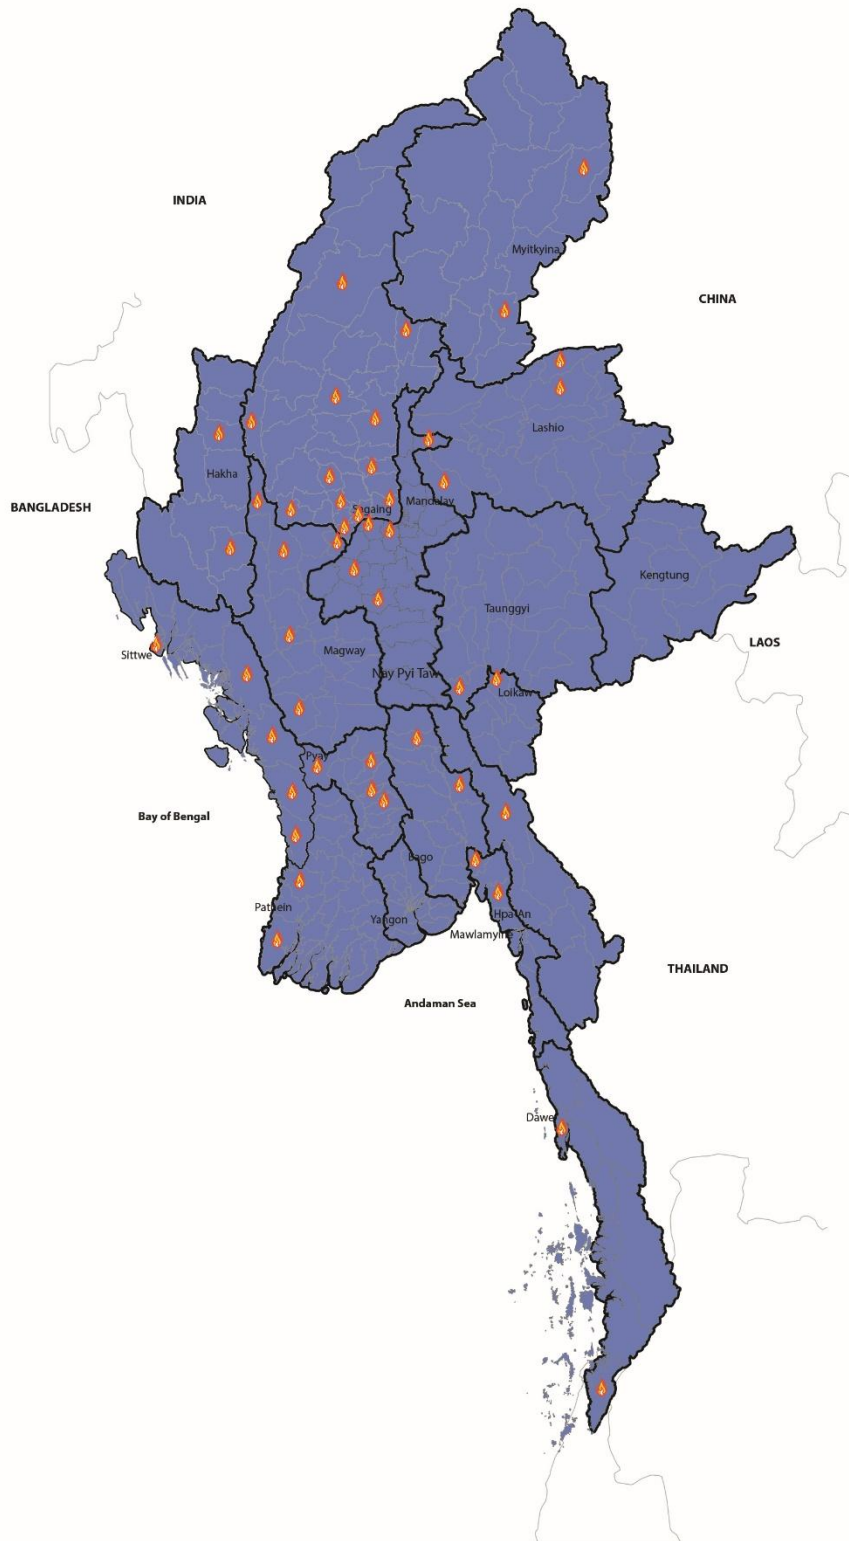 INDIA
Myitkyina
CHINA
Lashio
Hakha
Mandalay
BANGLADESH
Sagaing
Kengtung
Taunggyi
LAOS
Magway
Sittwe
Nay Pyi Taw
Loikaw
Pyay
Bay of Bengal
Bago
Pathein
Hpa-An
Yangon
Mawlamyine
THAILAND
Andaman Sea
Dawei